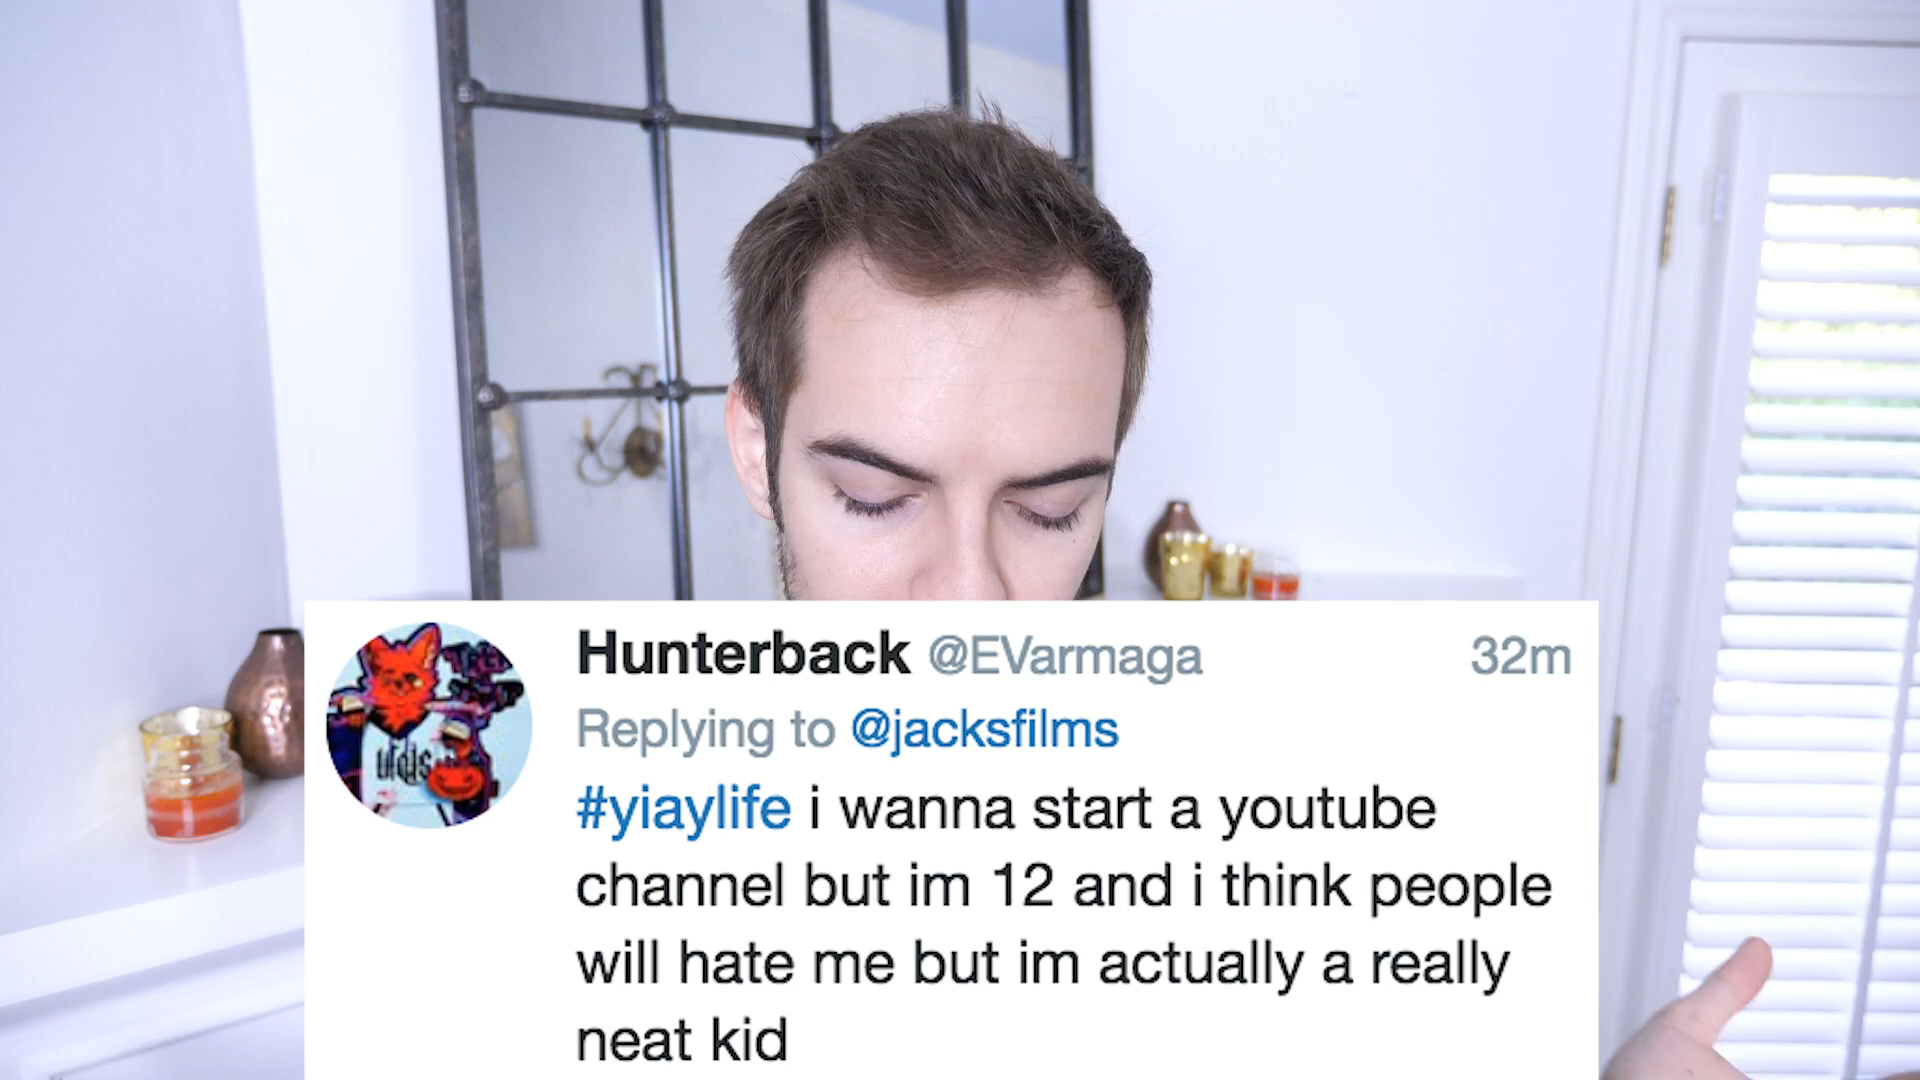 Hunterback @EVarmaga 32m
Replying to @jacksfilms
#yiaylife i wanna start a youtube
channel but im 12 and i think people
will hate me but im actually a really
neat kid